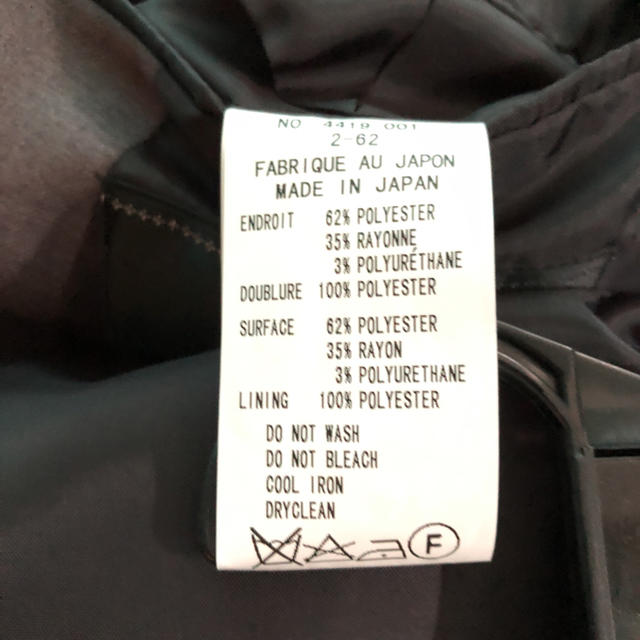 NO 4419 001
2-62
FABRIQUE AU JAPON
MADE IN JAPAN
ENDROIT 62% POLYESTER
35% RAYONNE
3% POLYURÉTHANE
DOUBLURE 100% POLYESTER
SURFACE 62% POLYESTER
35% RAYON
3% POLYURETHANE
LINING 100% POLYESTER
DO NOT WASH
DO NOT BLEACH
COOL IRON
DRYCLEAN
F